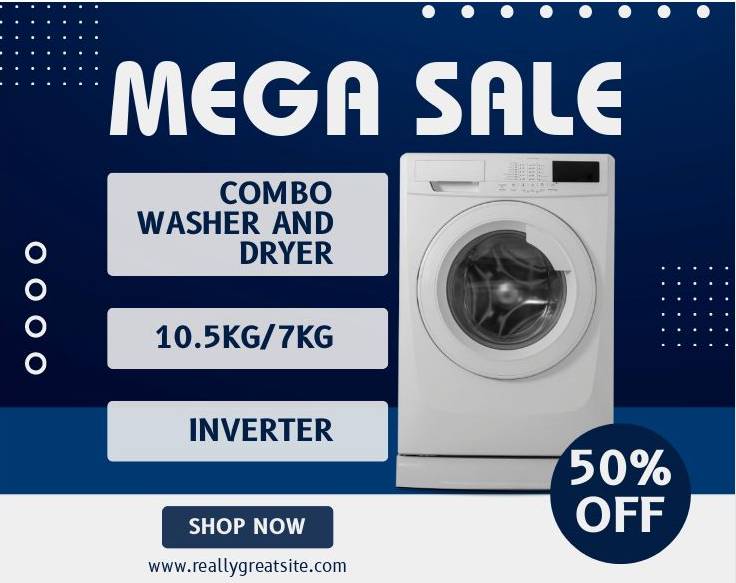 MEGA SALE
COMBO
WASHER AND
DRYER
10.5KG/7KG
INVERTER
50%
OFF
SHOP NOW
www.reallygreatsite.com